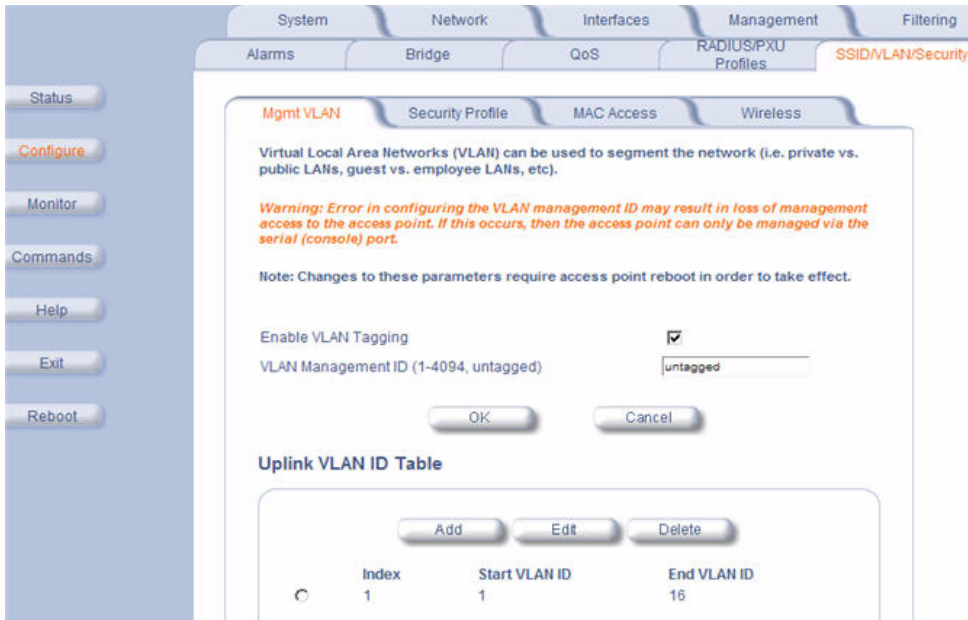 System Network Interfaces Management Filtering
Alarms Bridge QoS RADIUS/PXU Profiles SSID/VLAN/Security
Status
Configure
Monitor
Commands
Help
Exit
Reboot
Mgmt VLAN Security Profile MAC Access Wireless
Virtual Local Area Networks (VLAN) can be used to segment the network (i.e. private vs.
public LANs, guest vs. employee LANs, etc).
Warning: Error in configuring the VLAN management ID may result in loss of management
access to the access point. If this occurs, then the access point can only be managed via the
serial (console) port.
Note: Changes to these parameters require access point reboot in order to take effect.
Enable VLAN Tagging
VLAN Management ID (1-4094, untagged) untagged
OK Cancel
Uplink VLAN ID Table
Add Edit Delete
Index Start VLAN ID End VLAN ID
1 1 16